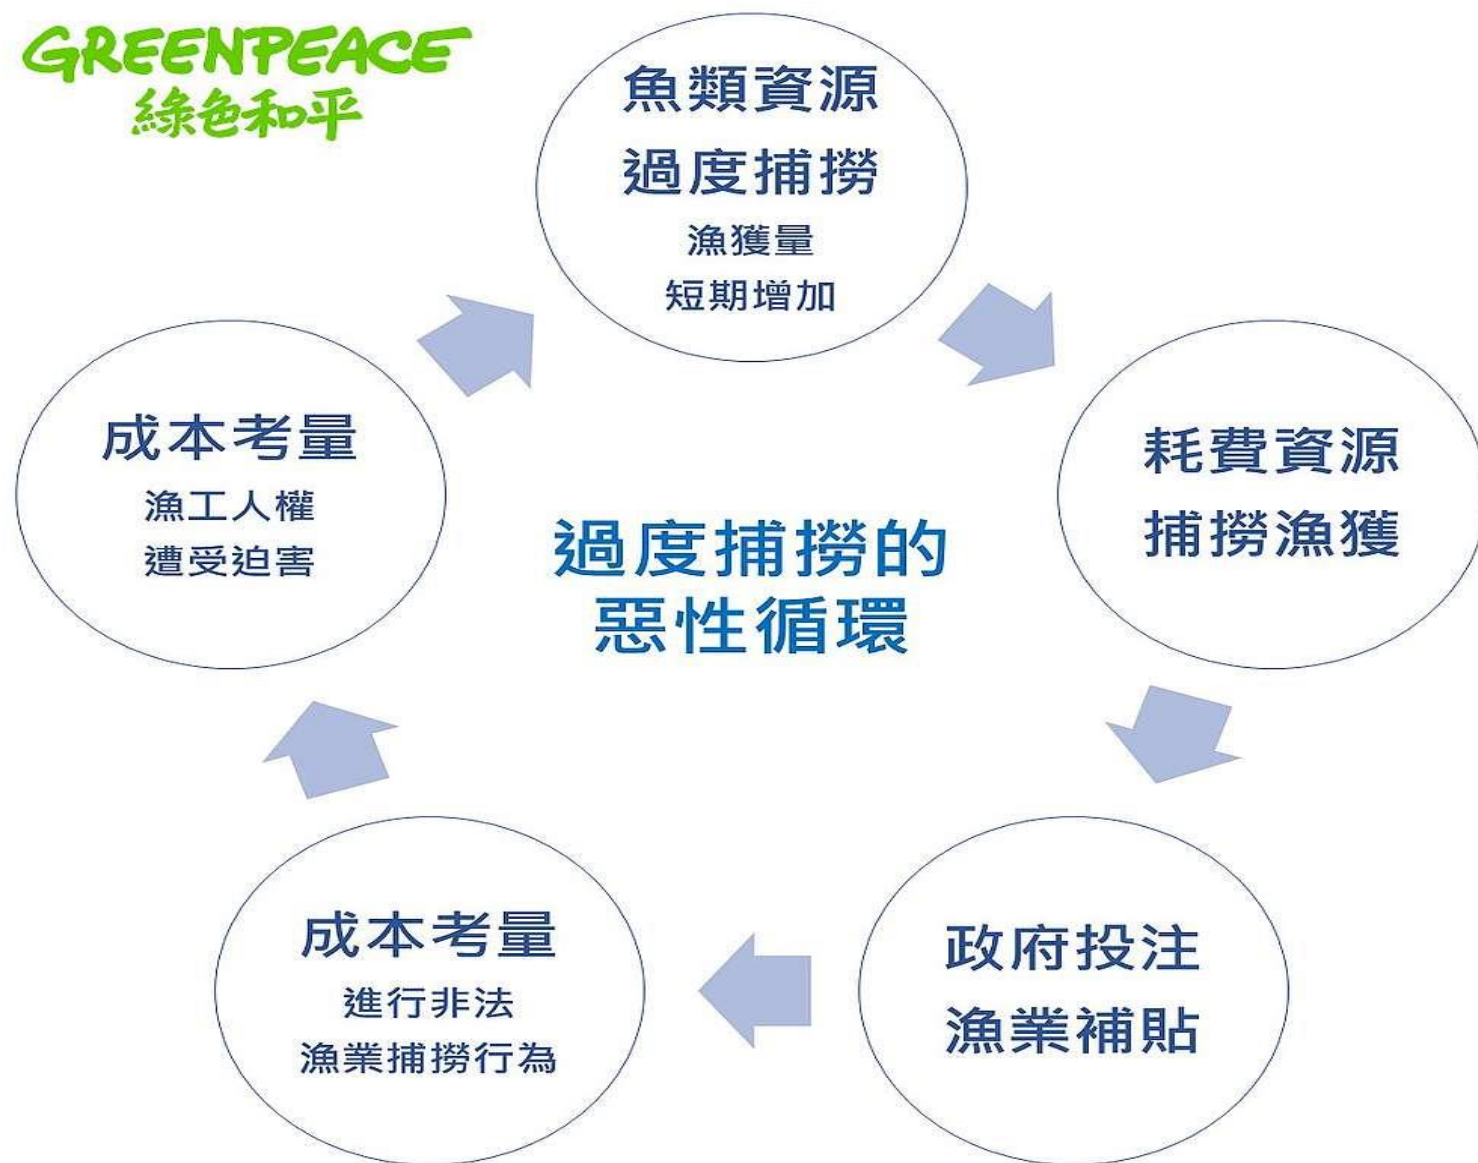 GREENPEACE
綠色和平
魚類資源
過度捕撈
漁獲量
短期增加
耗費資源
捕撈漁獲
政府投注
漁業補貼
成本考量
進行非法
漁業捕撈行為
成本考量
漁工人權
遭受迫害
過度捕撈的
惡性循環